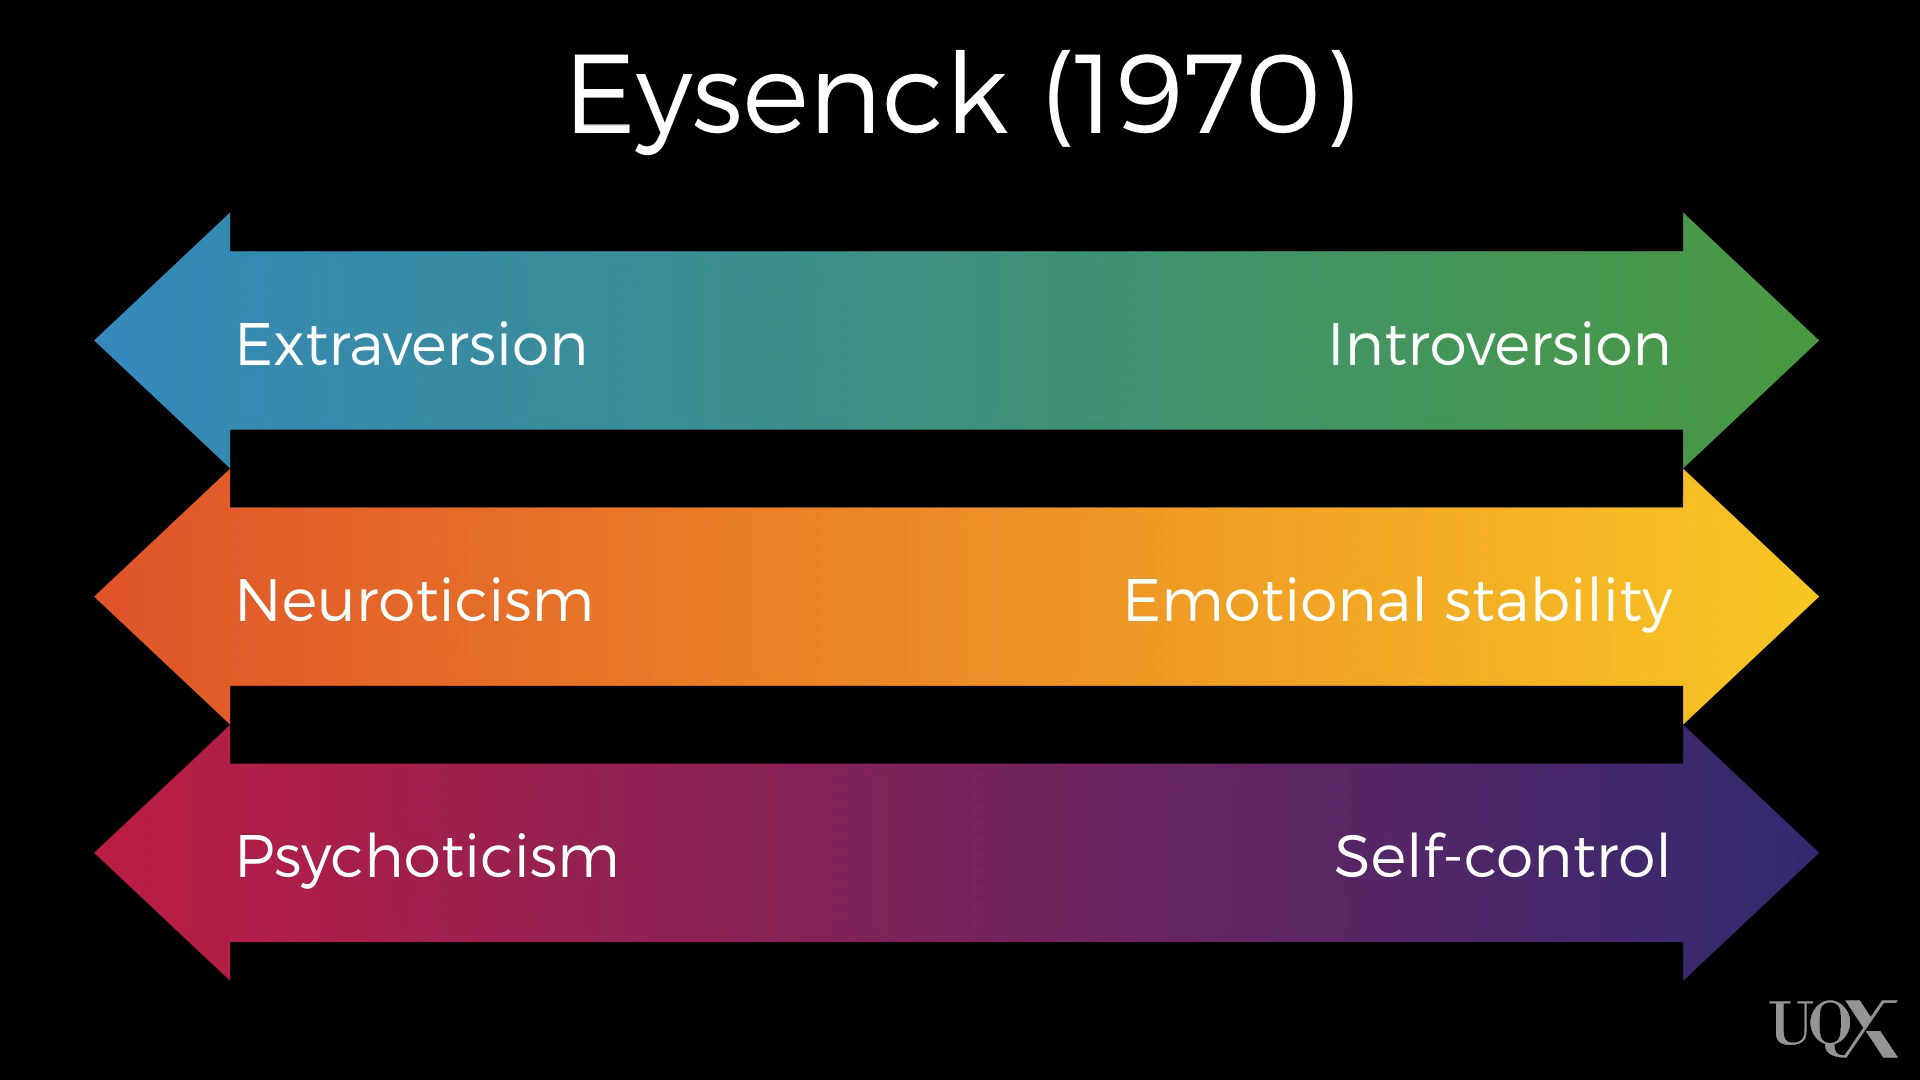 Eysenck (1970)
Extraversion Introversion
Neuroticism Emotional stability
Psychoticism Self-control
UQX